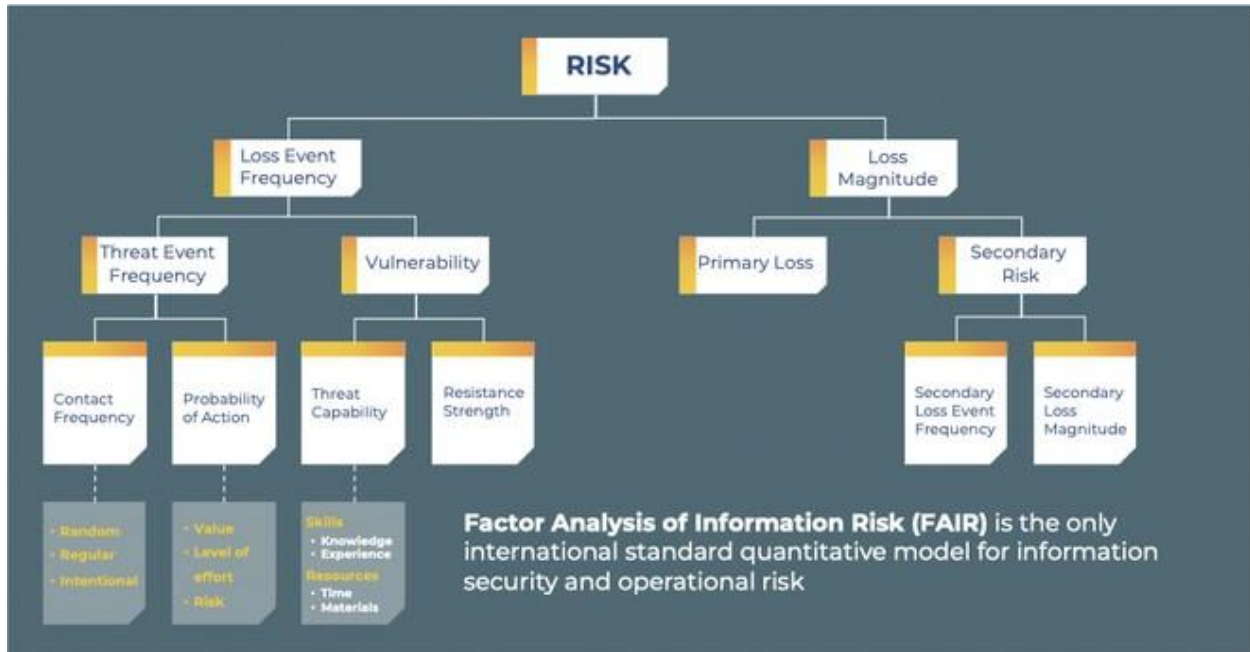 RISK
Loss Event
Frequency
Loss
Magnitude
Threat Event
Frequency
Vulnerability
Primary Loss
Secondary
Risk
Contact
Frequency
Probability
of Action
Threat
Capability
Resistance
Strength
Secondary
Loss Event
Frequency
Secondary
Loss
Magnitude
• Random
• Regular
• Intentional
• Value
• Level of
effort
• Risk
Skills
• Knowledge
• Experience
Resources
• Time
• Materials
Factor Analysis of Information Risk (FAIR) is the only
international standard quantitative model for information
security and operational risk